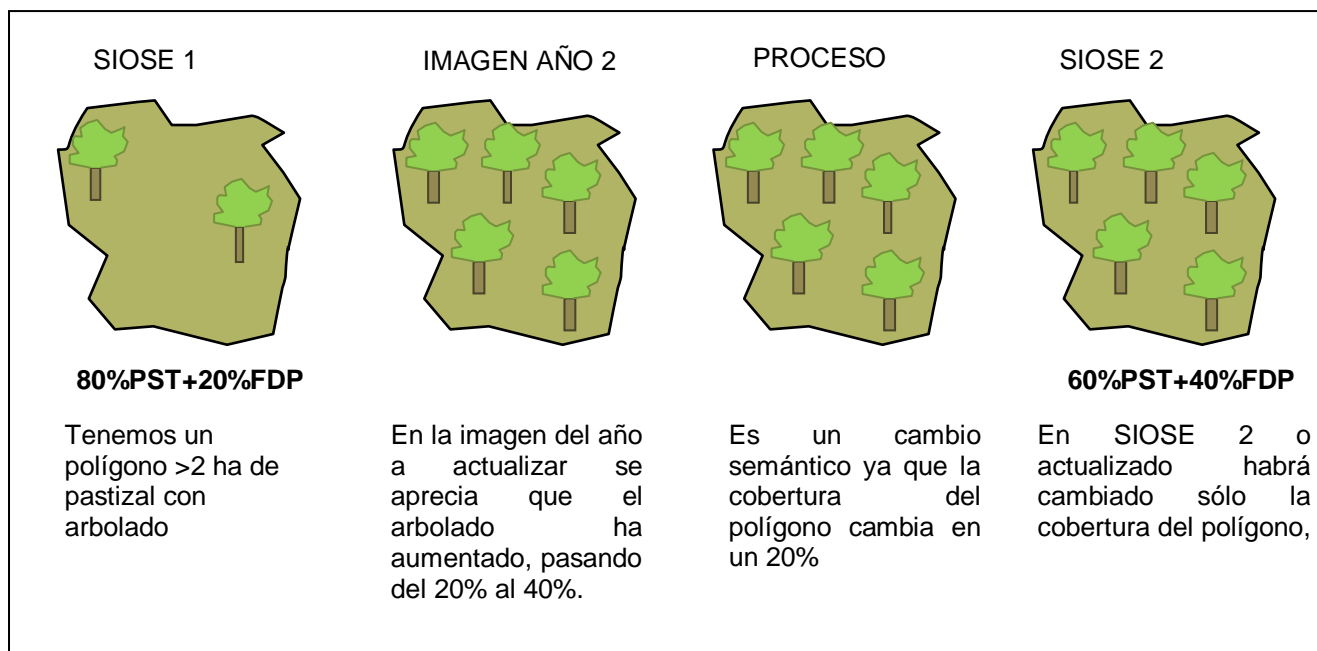 SIOSE 1
IMAGEN AÑO 2
PROCESO
SIOSE 2
80%PST+20%FDP
60%PST+40%FDP
Tenemos un
polígono >2 ha de
pastizal con
arbolado
En la imagen del año
a actualizar se
aprecia que el
arbolado ha
aumentado, pasando
del 20% al 40%.
Es un cambio
semántico ya que la
cobertura del
polígono cambia en
un 20%
En SIOSE 2 o
actualizado habrá
cambiado sólo la
cobertura del polígono,